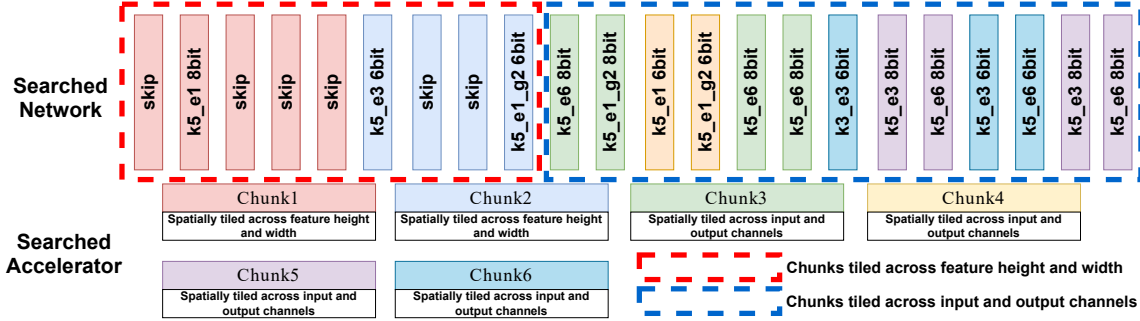 Searched
Network
skip
k5_e1 8bit
skip
skip
skip
k5_e3 6bit
skip
skip
k5_e1_g2 6bit
k5_e6 8bit
k5_e1_g2 8bit
k5_e1 6bit
k5_e1_g2 6bit
k5_e6 8bit
k5_e6 8bit
k3_e3 6bit
k5_e3 8bit
k5_e6 8bit
k5_e3 6bit
k5_e6 6bit
k5_e3 8bit
k5_e6 8bit
Searched
Accelerator
Chunk1
Spatially tiled across feature height
and width
Chunk2
Spatially tiled across feature height
and width
Chunk3
Spatially tiled across input and
output channels
Chunk4
Spatially tiled across input and
output channels
Chunk5
Spatially tiled across input and
output channels
Chunk6
Spatially tiled across input and
output channels
Chunks tiled across feature height and width
Chunks tiled across input and output channels